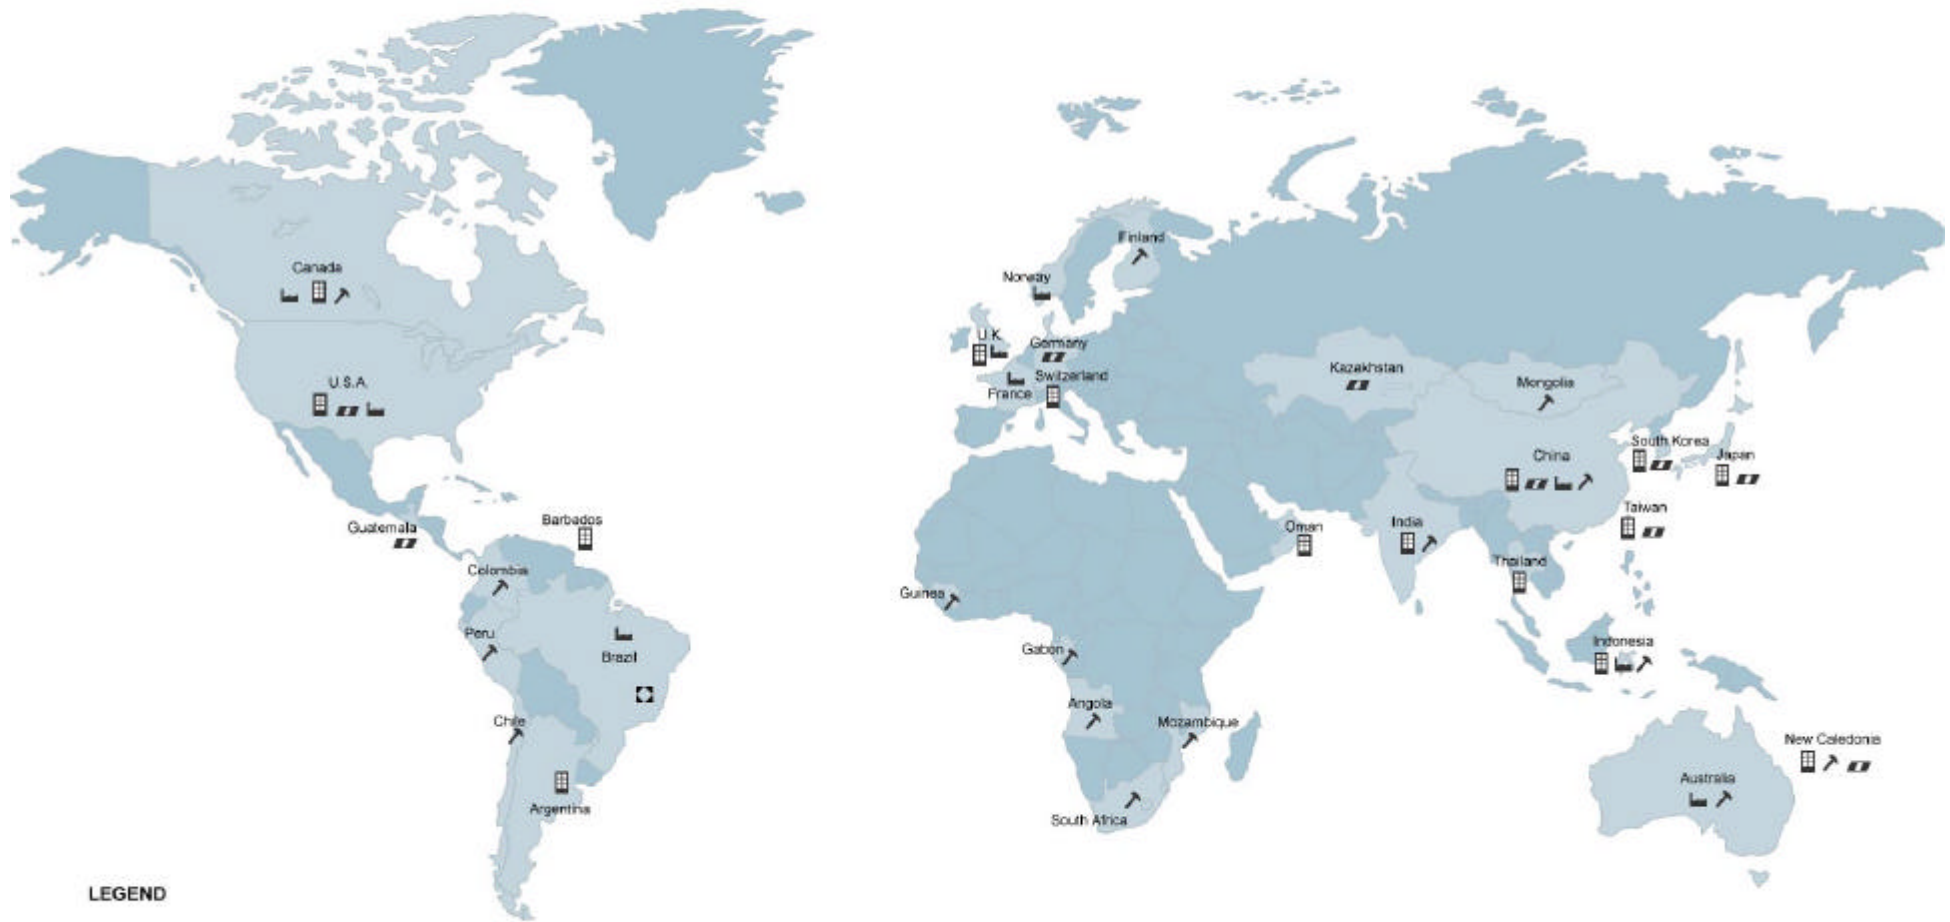 Finland
Canada
Norway
U.K.
Germany
U.S.A.
Switzerland
Kazakhstan
Mongolia
France
South Korea
China
Japan
Guatemala
Barbados
Taiwan
Oman
India
Colombia
Thailand
Guinea
Peru
Indonesia
Gabon
Brazil
Angola
Chile
Mozambique
New Caledonia
Australia
Argentina
South Africa
LEGEND